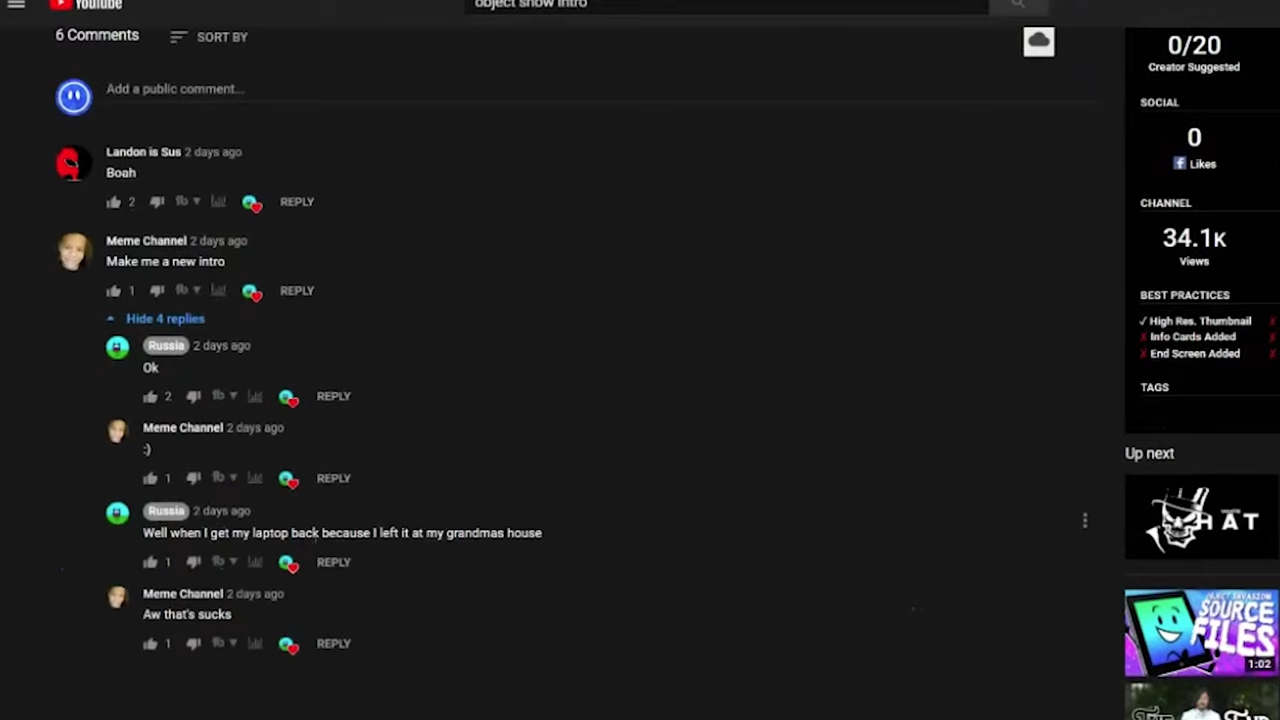 YouTube
object show intro
6 Comments
SORT BY
Add a public comment...
Landon is Sus 2 days ago
Boah
2
REPLY
Meme Channel 2 days ago
Make me a new intro
1
REPLY
Hide 4 replies
Russia 2 days ago
Ok
2
REPLY
Meme Channel 2 days ago
:)
1
REPLY
Russia 2 days ago
Well when I get my laptop back because I left it at my grandmas house
1
REPLY
Meme Channel 2 days ago
Aw that's sucks
1
REPLY
0/20
Creator Suggested
SOCIAL
0
Likes
CHANNEL
34.1K
Views
BEST PRACTICES
✓ High Res. Thumbnail
X Info Cards Added
X End Screen Added
TAGS
Up next
HAT
OBJECT INVASION
SOURCE
FILES
1:02